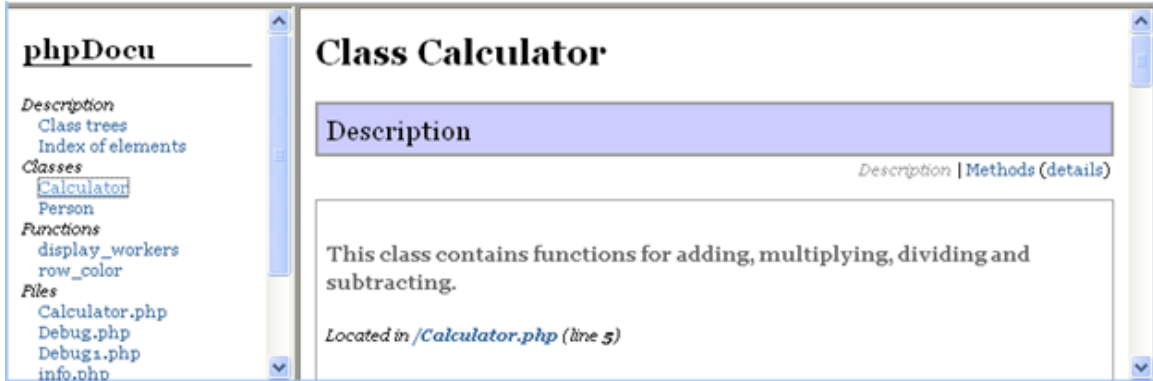 phpDocu
Description
Class trees
Index of elements
Classes
Calculator
Person
Functions
display_workers
row_color
Files
Calculator.php
Debug.php
Debug1.php
info.php
Class Calculator
Description
Description | Methods (details)
This class contains functions for adding, multiplying, dividing and
subtracting.
Located in /Calculator.php (line 5)